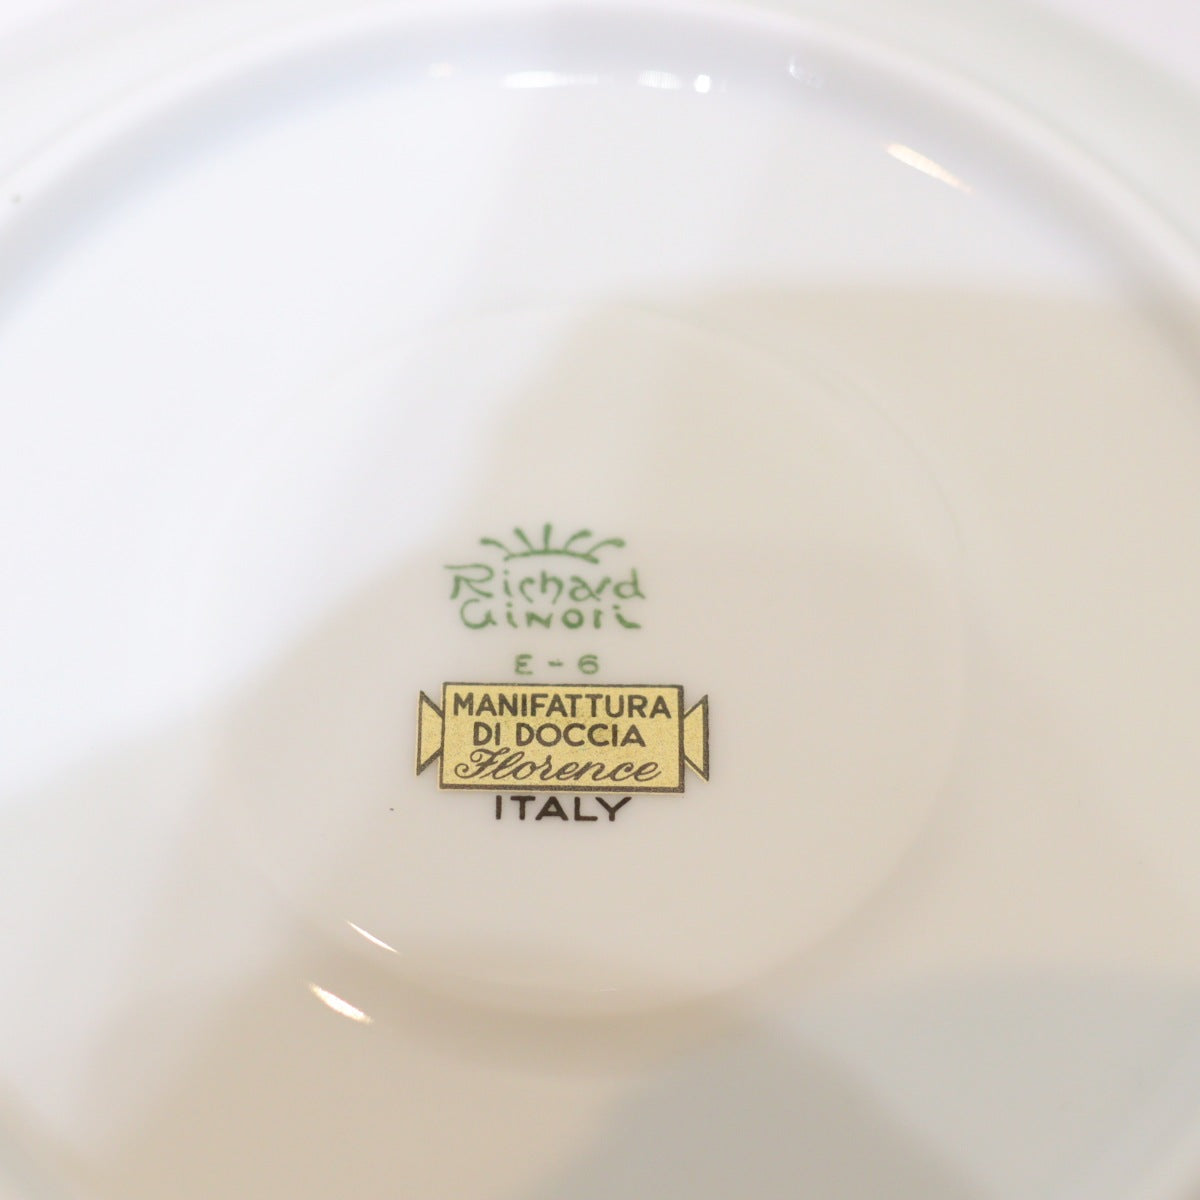 Richard
GINORI
E-6
MANIFATTURA
DI DOCCIA
Florence
ITALY